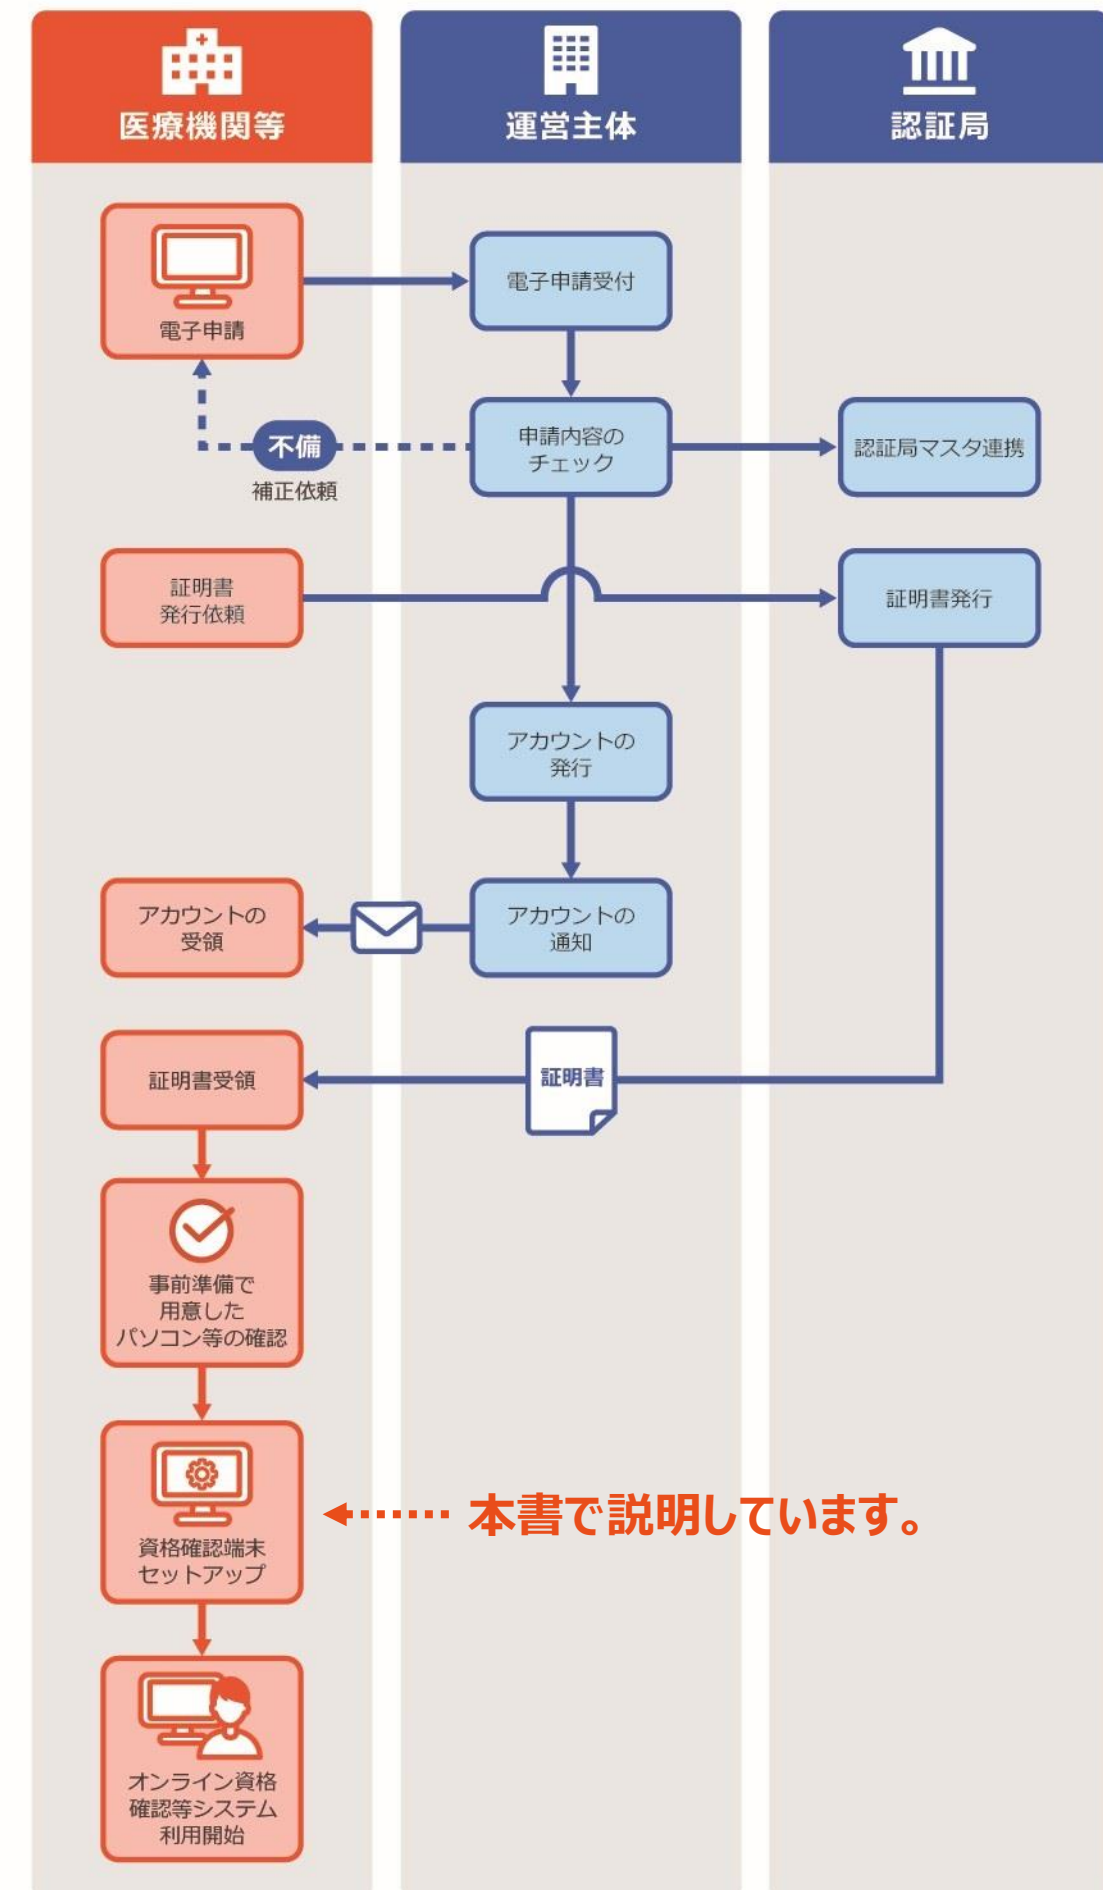 医療機関等
運営主体
認証局
電子申請
電子申請受付
申請内容の
チェック
認証局マスタ連携
不備
補正依頼
証明書
発行依頼
証明書発行
アカウントの
発行
アカウントの
受領
アカウントの
通知
証明書受領
証明書
事前準備で
用意した
パソコン等の確認
資格確認端末
セットアップ
本書で説明しています。
オンライン資格
確認等システム
利用開始